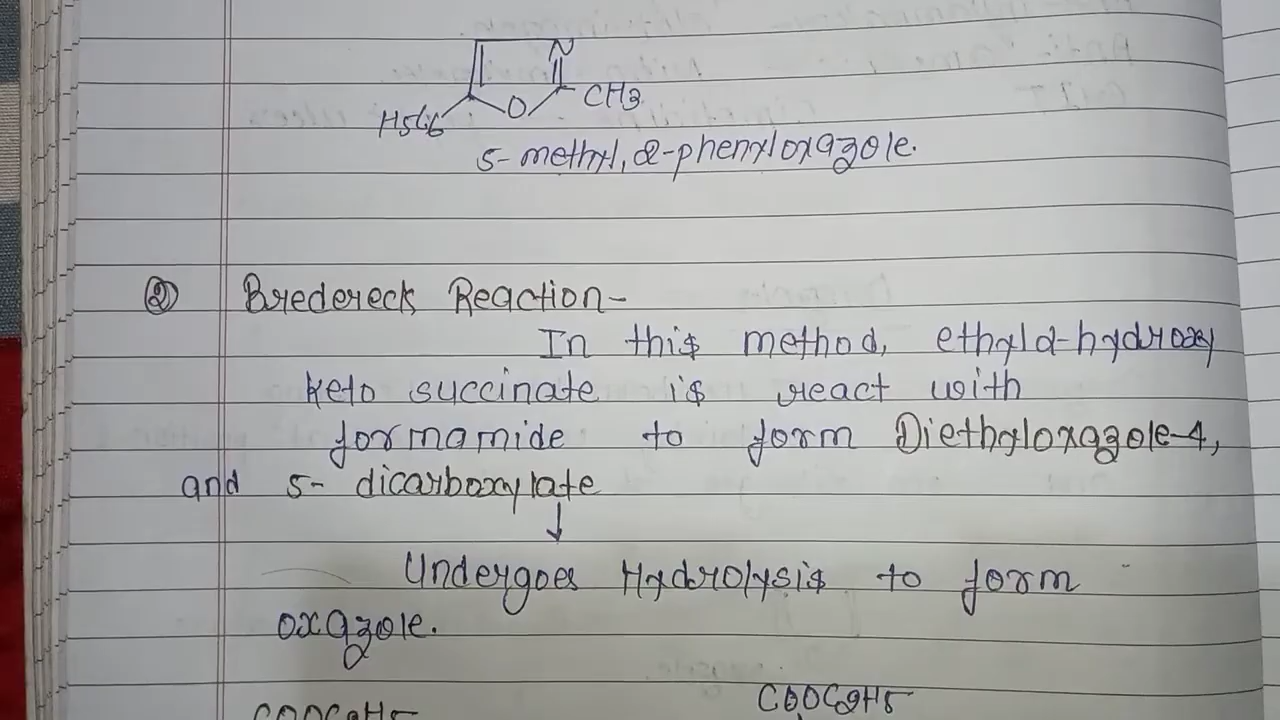 N
O
CH3
H5C6
5-methyl, 2-phenyloxazole.
② Bredereck Reaction-
In this method, ethyl α-hydroxy
keto succinate is react with
formamide to form Diethyloxazole-4,
and 5- dicarboxylate
↓
Undergoes Hydrolysis to form
oxazole.
COOC2H5
COOC2H5